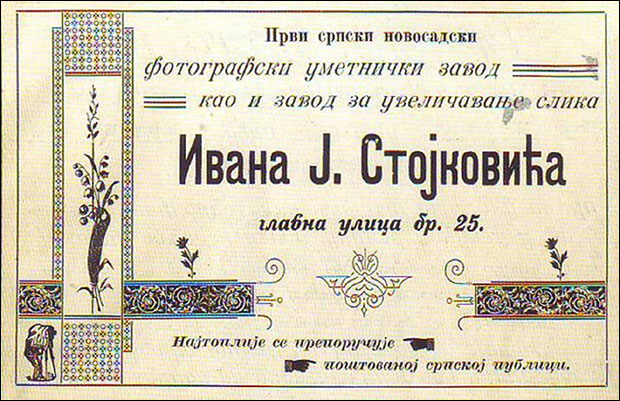 Први српски новосадски
фотографски уметнички завод
као и завод за увеличавање слика
Ивана Ј. Стојковића
главна улица бр. 25.
Најтоплије се препоручује
поштованој српској публици.